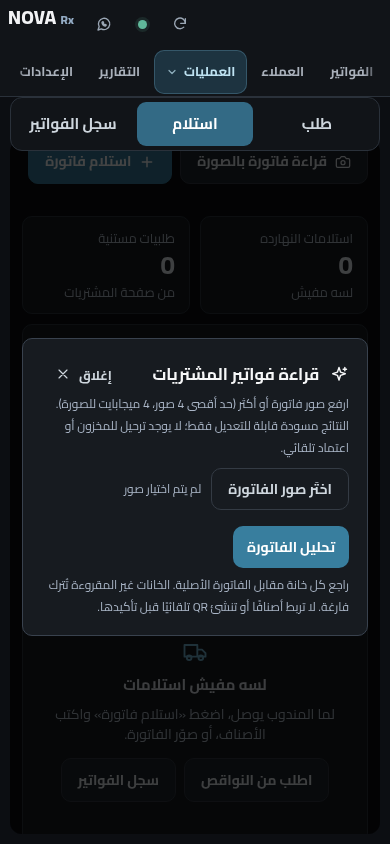 NOVA Rx
الفواتير
العملاء
العمليات
التقارير
الإعدادات
طلب
استلام
سجل الفواتير
قراءة فاتورة بالصورة
استلام فاتورة
استلامات النهارده
0
لسه مفيش
طلبيات مستنية
0
من صفحة المشتريات
قراءة فواتير المشتريات
إغلاق
ارفع صور فاتورة أو أكثر (حد أقصى 4 صور، 4 ميجابايت للصورة).
النتائج مسودة قابلة للتعديل فقط؛ لا يوجد ترحيل للمخزون أو
اعتماد تلقائي.
اختَر صور الفاتورة
لم يتم اختيار صور
تحليل الفاتورة
راجع كل خانة مقابل الفاتورة الأصلية. الخانات غير المقروءة تُترك
فارغة. لا تربط أصنافًا أو تنشئ QR تلقائيًا قبل تأكيدها.
لسه مفيش استلامات
لما المندوب يوصل، اضغط «استلام فاتورة» واكتب
الأصناف، أو صوّر الفاتورة.
اطلب من النواقص
سجل الفواتير